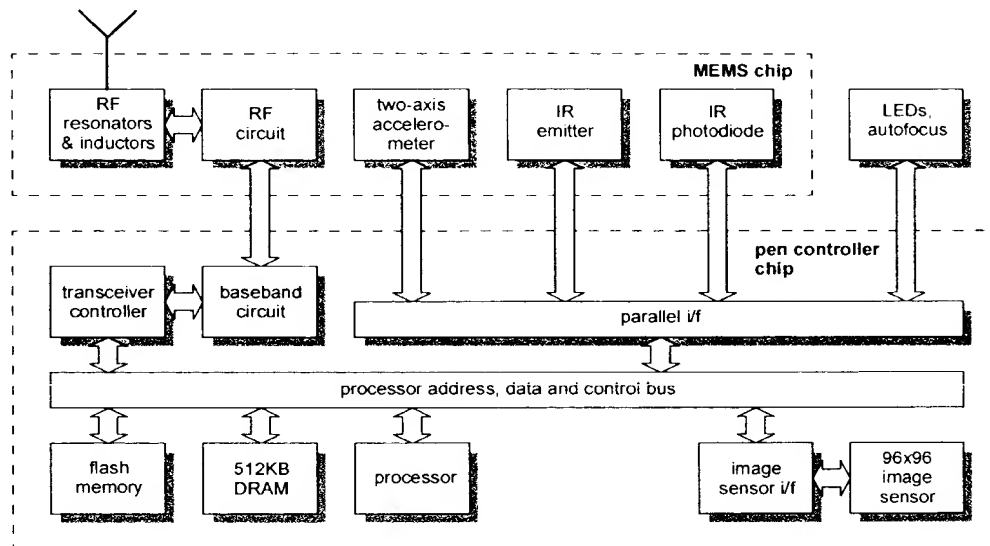 MEMS chip
RF
resonators
& inductors
RF
circuit
two-axis
accelero-
meter
IR
emitter
IR
photodiode
LEDs,
autofocus
pen controller
chip
transceiver
controller
baseband
circuit
parallel i/f
processor address, data and control bus
flash
memory
512KB
DRAM
processor
image
sensor i/f
96x96
image
sensor